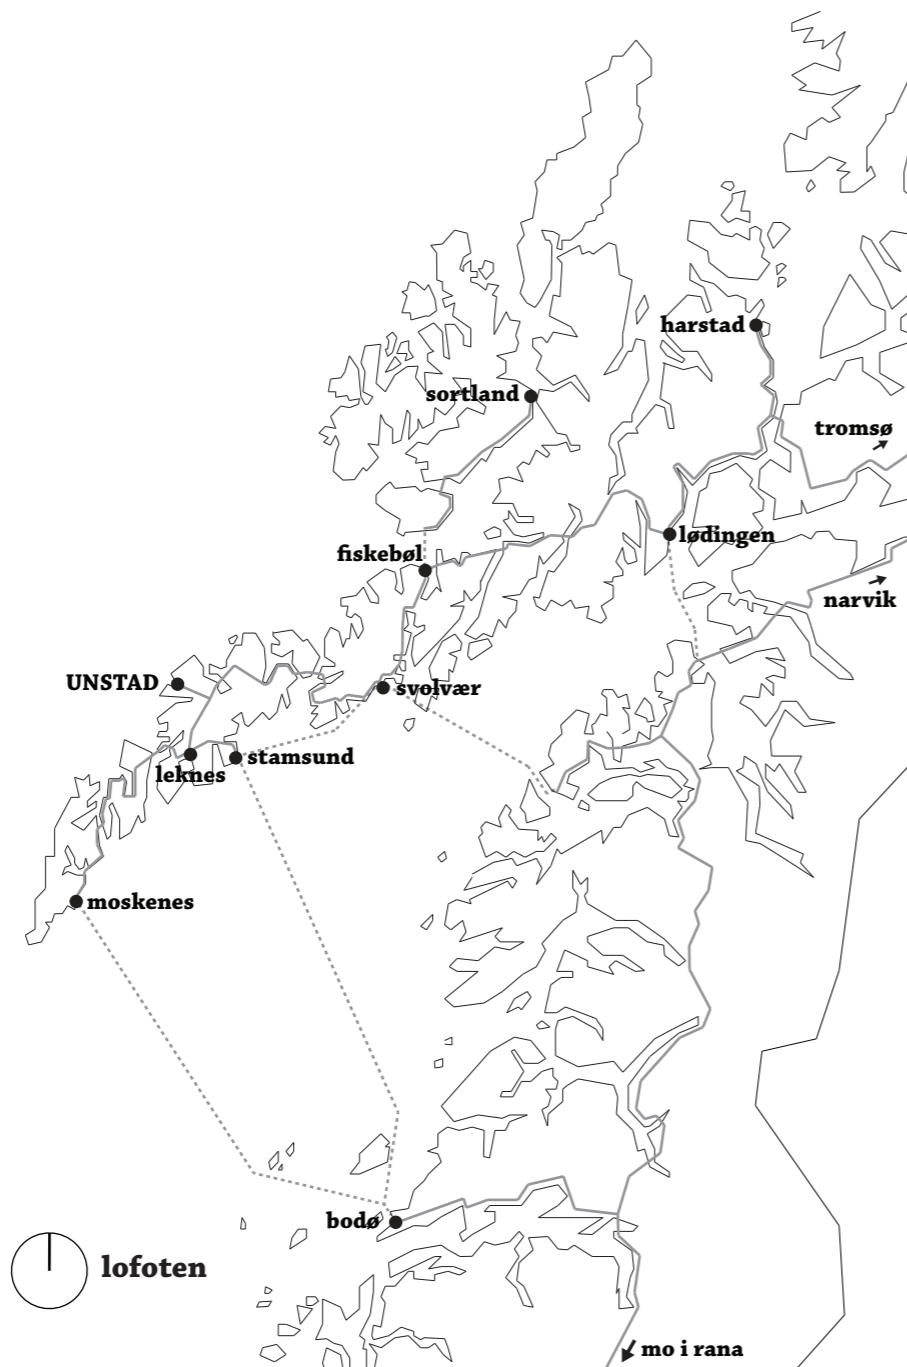 harstad
sortland
tromsø
lødingen
fiskebøl
narvik
UNSTAD
svolvær
stamsund
leknes
moskenes
bodø
lofoten
mo i rana